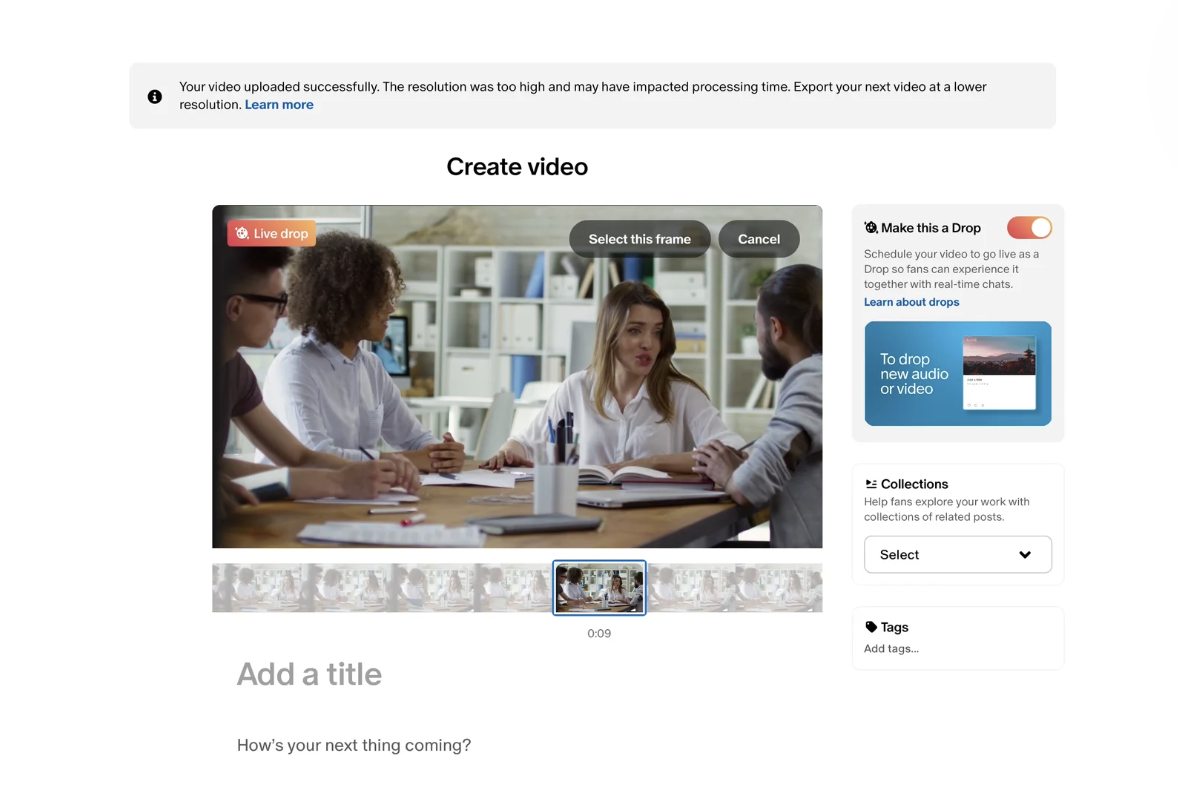 Your video uploaded successfully. The resolution was too high and may have impacted processing time. Export your next video at a lower
resolution. Learn more
Create video
Live drop
Select this frame
Cancel
0:09
Add a title
How’s your next thing coming?
Make this a Drop
Schedule your video to go live as a
Drop so fans can experience it
together with real-time chats.
Learn about drops
To drop
new audio
or video
Collections
Help fans explore your work with
collections of related posts.
Select
Tags
Add tags...